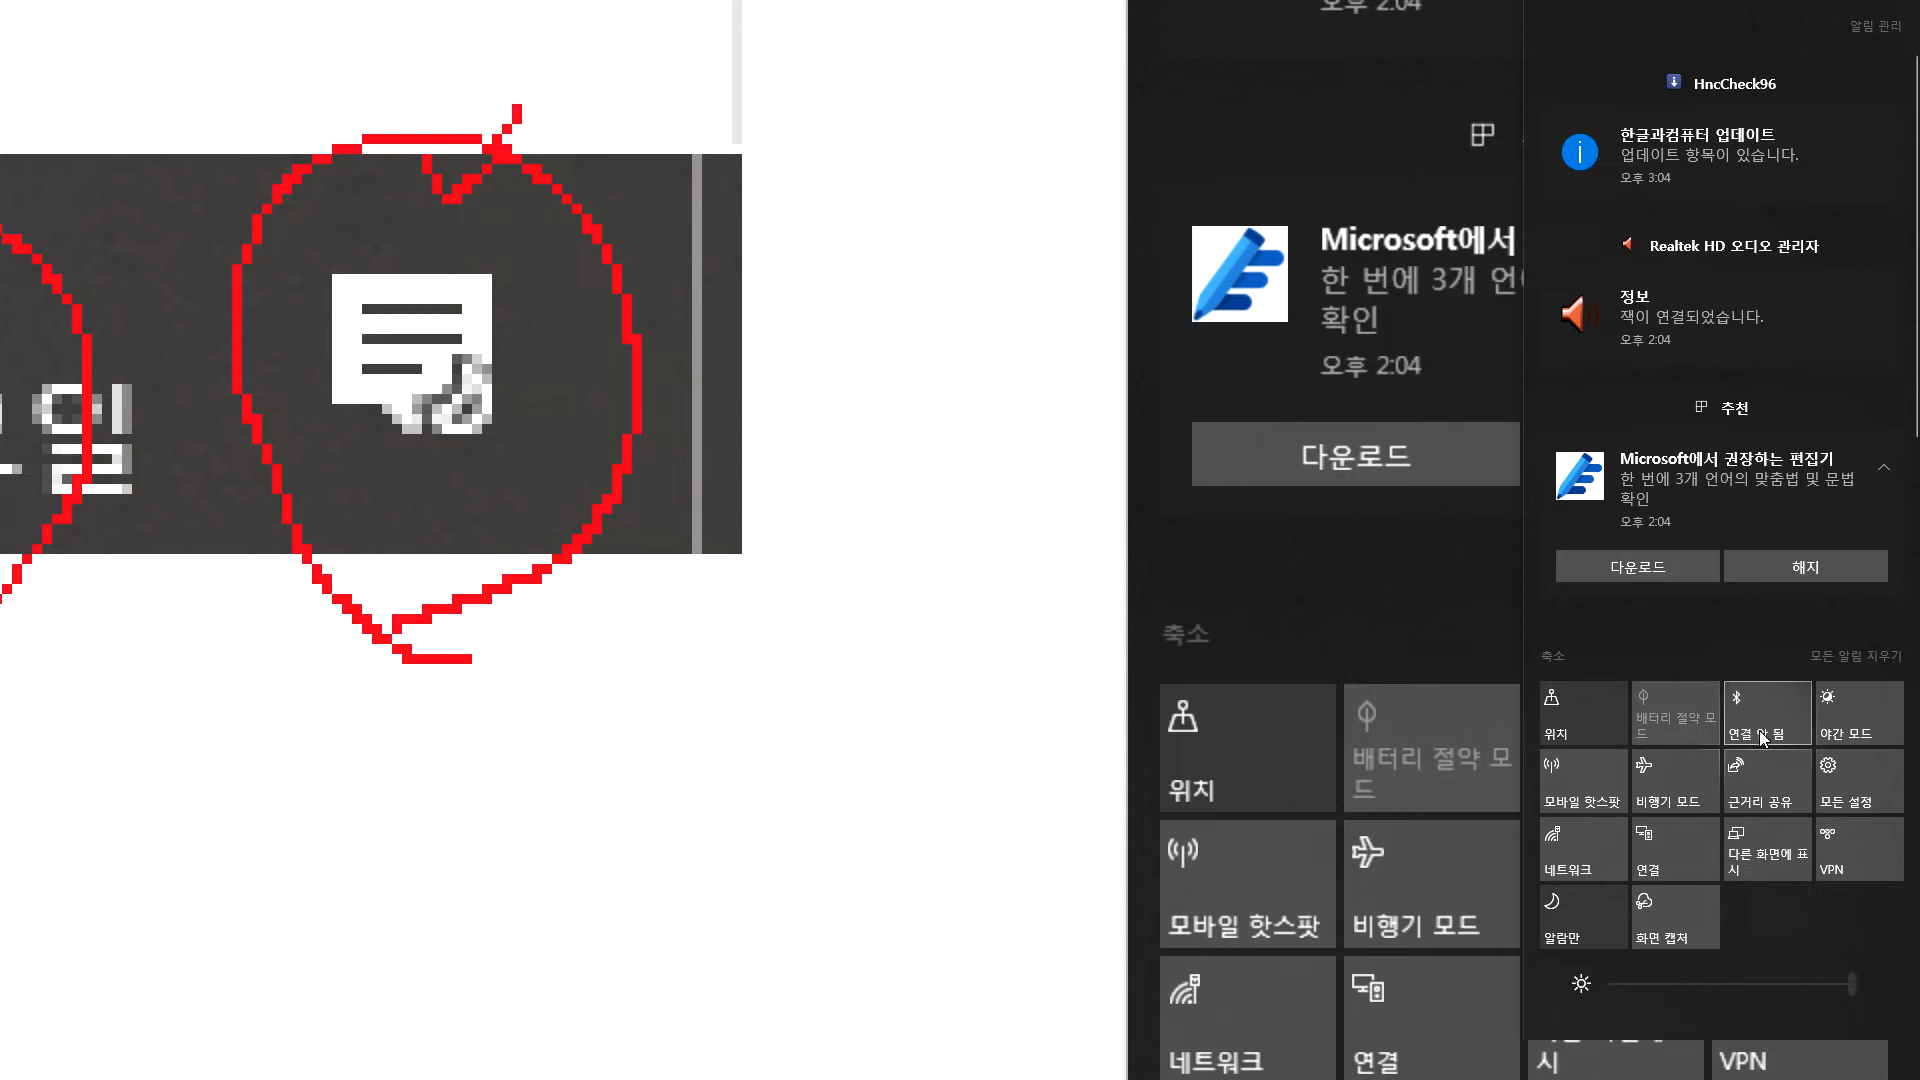 일
오후 2:04
Microsoft에서
한 번에 3개 언
확인
오후 2:04
다운로드
축소
위치
배터리 절약 모
드
모바일 핫스팟
비행기 모드
네트워크
연결
시
VPN
알림 관리
HncCheck96
한글과컴퓨터 업데이트
업데이트 항목이 있습니다.
오후 3:04
Realtek HD 오디오 관리자
정보
잭이 연결되었습니다.
오후 2:04
추천
Microsoft에서 권장하는 편집기
한 번에 3개 언어의 맞춤법 및 문법
확인
오후 2:04
다운로드
해지
축소
모든 알림 지우기
위치
배터리 절약 모
드
연결 안 됨
야간 모드
모바일 핫스팟
비행기 모드
근거리 공유
모든 설정
네트워크
연결
다른 화면에 표
시
VPN
알람만
화면 캡처